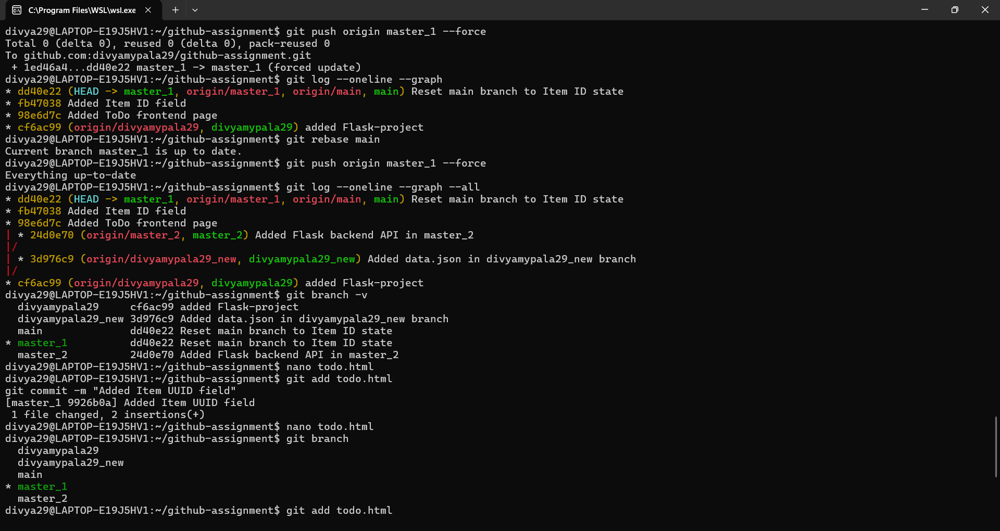 C:\Program Files\WSL\wsl.exe
divya29@LAPTOP-E19J5HV1:~/github-assignment$ git push origin master_1 --force
Total 0 (delta 0), reused 0 (delta 0), pack-reused 0
To github.com:divyamypala29/github-assignment.git
 + 1ed46a4...dd40e22 master_1 -> master_1 (forced update)
divya29@LAPTOP-E19J5HV1:~/github-assignment$ git log --oneline --graph
* dd40e22 (HEAD -> master_1, origin/master_1, origin/main, main) Reset main branch to Item ID state
* fb47038 Added Item ID field
* 98e6d7c Added ToDo frontend page
* cf6ac99 (origin/divyamypala29, divyamypala29) added Flask-project
divya29@LAPTOP-E19J5HV1:~/github-assignment$ git rebase main
Current branch master_1 is up to date.
divya29@LAPTOP-E19J5HV1:~/github-assignment$ git push origin master_1 --force
Everything up-to-date
divya29@LAPTOP-E19J5HV1:~/github-assignment$ git log --oneline --graph --all
* dd40e22 (HEAD -> master_1, origin/master_1, origin/main, main) Reset main branch to Item ID state
* fb47038 Added Item ID field
* 98e6d7c Added ToDo frontend page
| * 24d0e70 (origin/master_2, master_2) Added Flask backend API in master_2
|/
| * 3d976c9 (origin/divyamypala29_new, divyamypala29_new) Added data.json in divyamypala29_new branch
|/
* cf6ac99 (origin/divyamypala29, divyamypala29) added Flask-project
divya29@LAPTOP-E19J5HV1:~/github-assignment$ git branch -v
  divyamypala29     cf6ac99 added Flask-project
  divyamypala29_new 3d976c9 Added data.json in divyamypala29_new branch
  main              dd40e22 Reset main branch to Item ID state
* master_1          dd40e22 Reset main branch to Item ID state
  master_2          24d0e70 Added Flask backend API in master_2
divya29@LAPTOP-E19J5HV1:~/github-assignment$ nano todo.html
divya29@LAPTOP-E19J5HV1:~/github-assignment$ git add todo.html
git commit -m "Added Item UUID field"
[master_1 9926b0a] Added Item UUID field
 1 file changed, 2 insertions(+)
divya29@LAPTOP-E19J5HV1:~/github-assignment$ nano todo.html
divya29@LAPTOP-E19J5HV1:~/github-assignment$ git branch
  divyamypala29
  divyamypala29_new
  main
* master_1
  master_2
divya29@LAPTOP-E19J5HV1:~/github-assignment$ git add todo.html